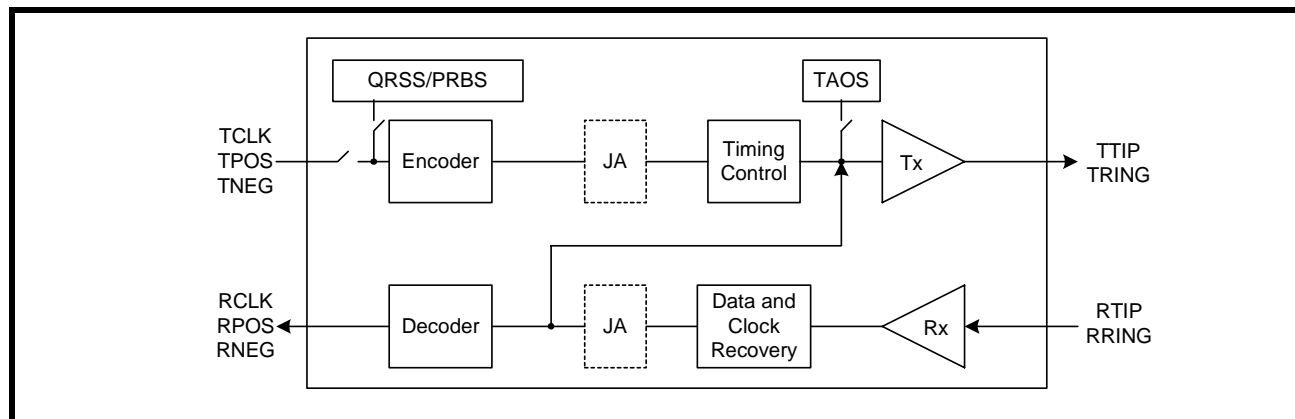 QRSS/PRBS
TAOS
TCLK
TPOS
TNEG
Encoder
JA
Timing
Control
Tx
TTIP
TRING
RCLK
RPOS
RNEG
Decoder
JA
Data and
Clock
Recovery
Rx
RTIP
RRING